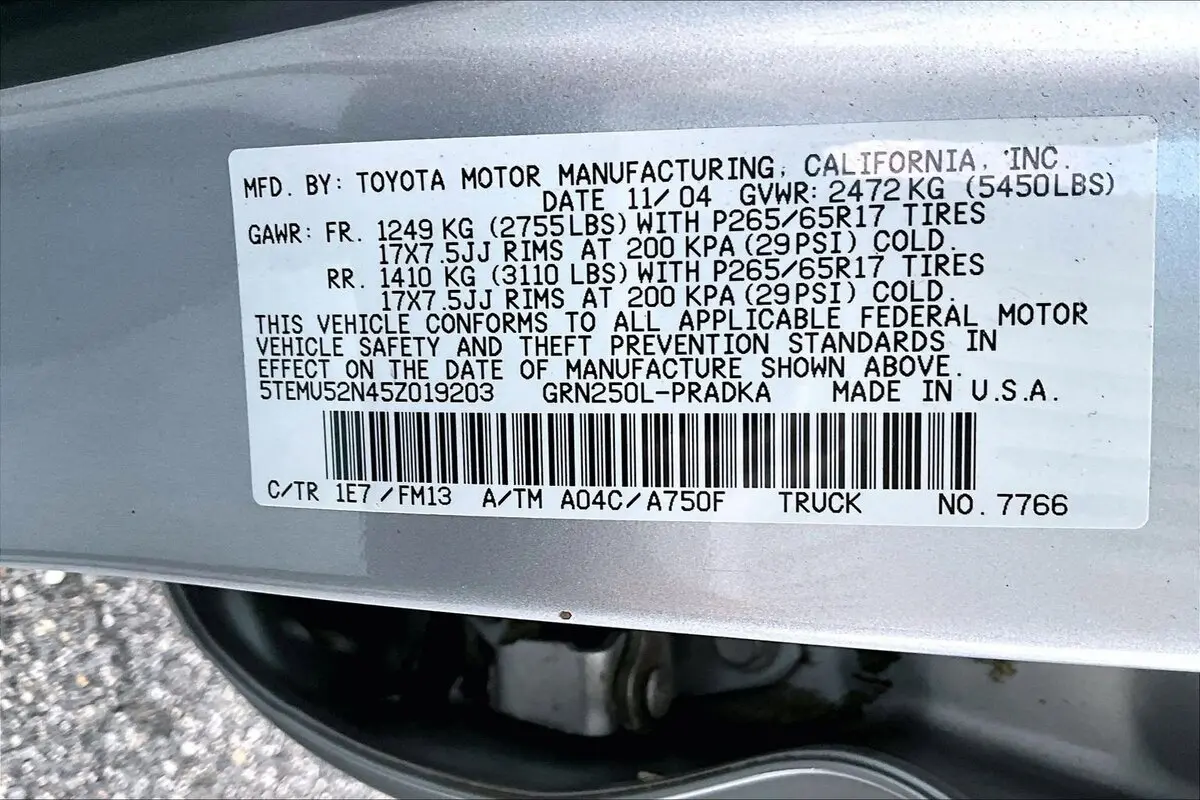 MFD. BY: TOYOTA MOTOR MANUFACTURING, CALIFORNIA, INC.
DATE 11/04 GVWR: 2472 KG (5450LBS)
GAWR: FR. 1249 KG (2755LBS) WITH P265/65R17 TIRES
17X7.5JJ RIMS AT 200 KPA (29PSI) COLD.
RR. 1410 KG (3110 LBS) WITH P265/65R17 TIRES
17X7.5JJ RIMS AT 200 KPA (29PSI) COLD.
THIS VEHICLE CONFORMS TO ALL APPLICABLE FEDERAL MOTOR
VEHICLE SAFETY AND THEFT PREVENTION STANDARDS IN
EFFECT ON THE DATE OF MANUFACTURE SHOWN ABOVE.
5TEMU52N45Z019203 GRN250L-PRADKA MADE IN U.S.A.
C/TR 1E7/FM13 A/TM A04C/A750F TRUCK NO. 7766